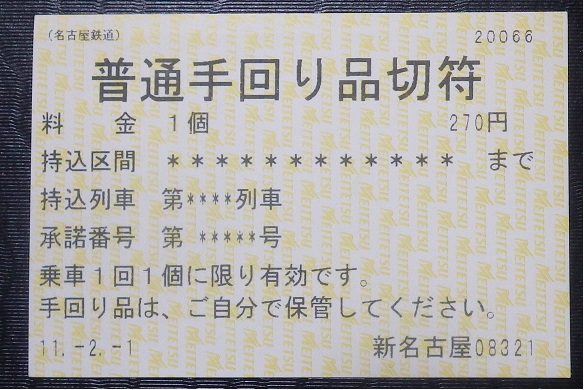 (名古屋鉄道) 20066
普通手回り品切符
料 金 1個 270円
持込区間 ************ まで
持込列車 第****列車
承諾番号 第 *****号
乗車1回1個に限り有効です。
手回り品は、ご自分で保管してください。
11.-2.-1 新名古屋08321